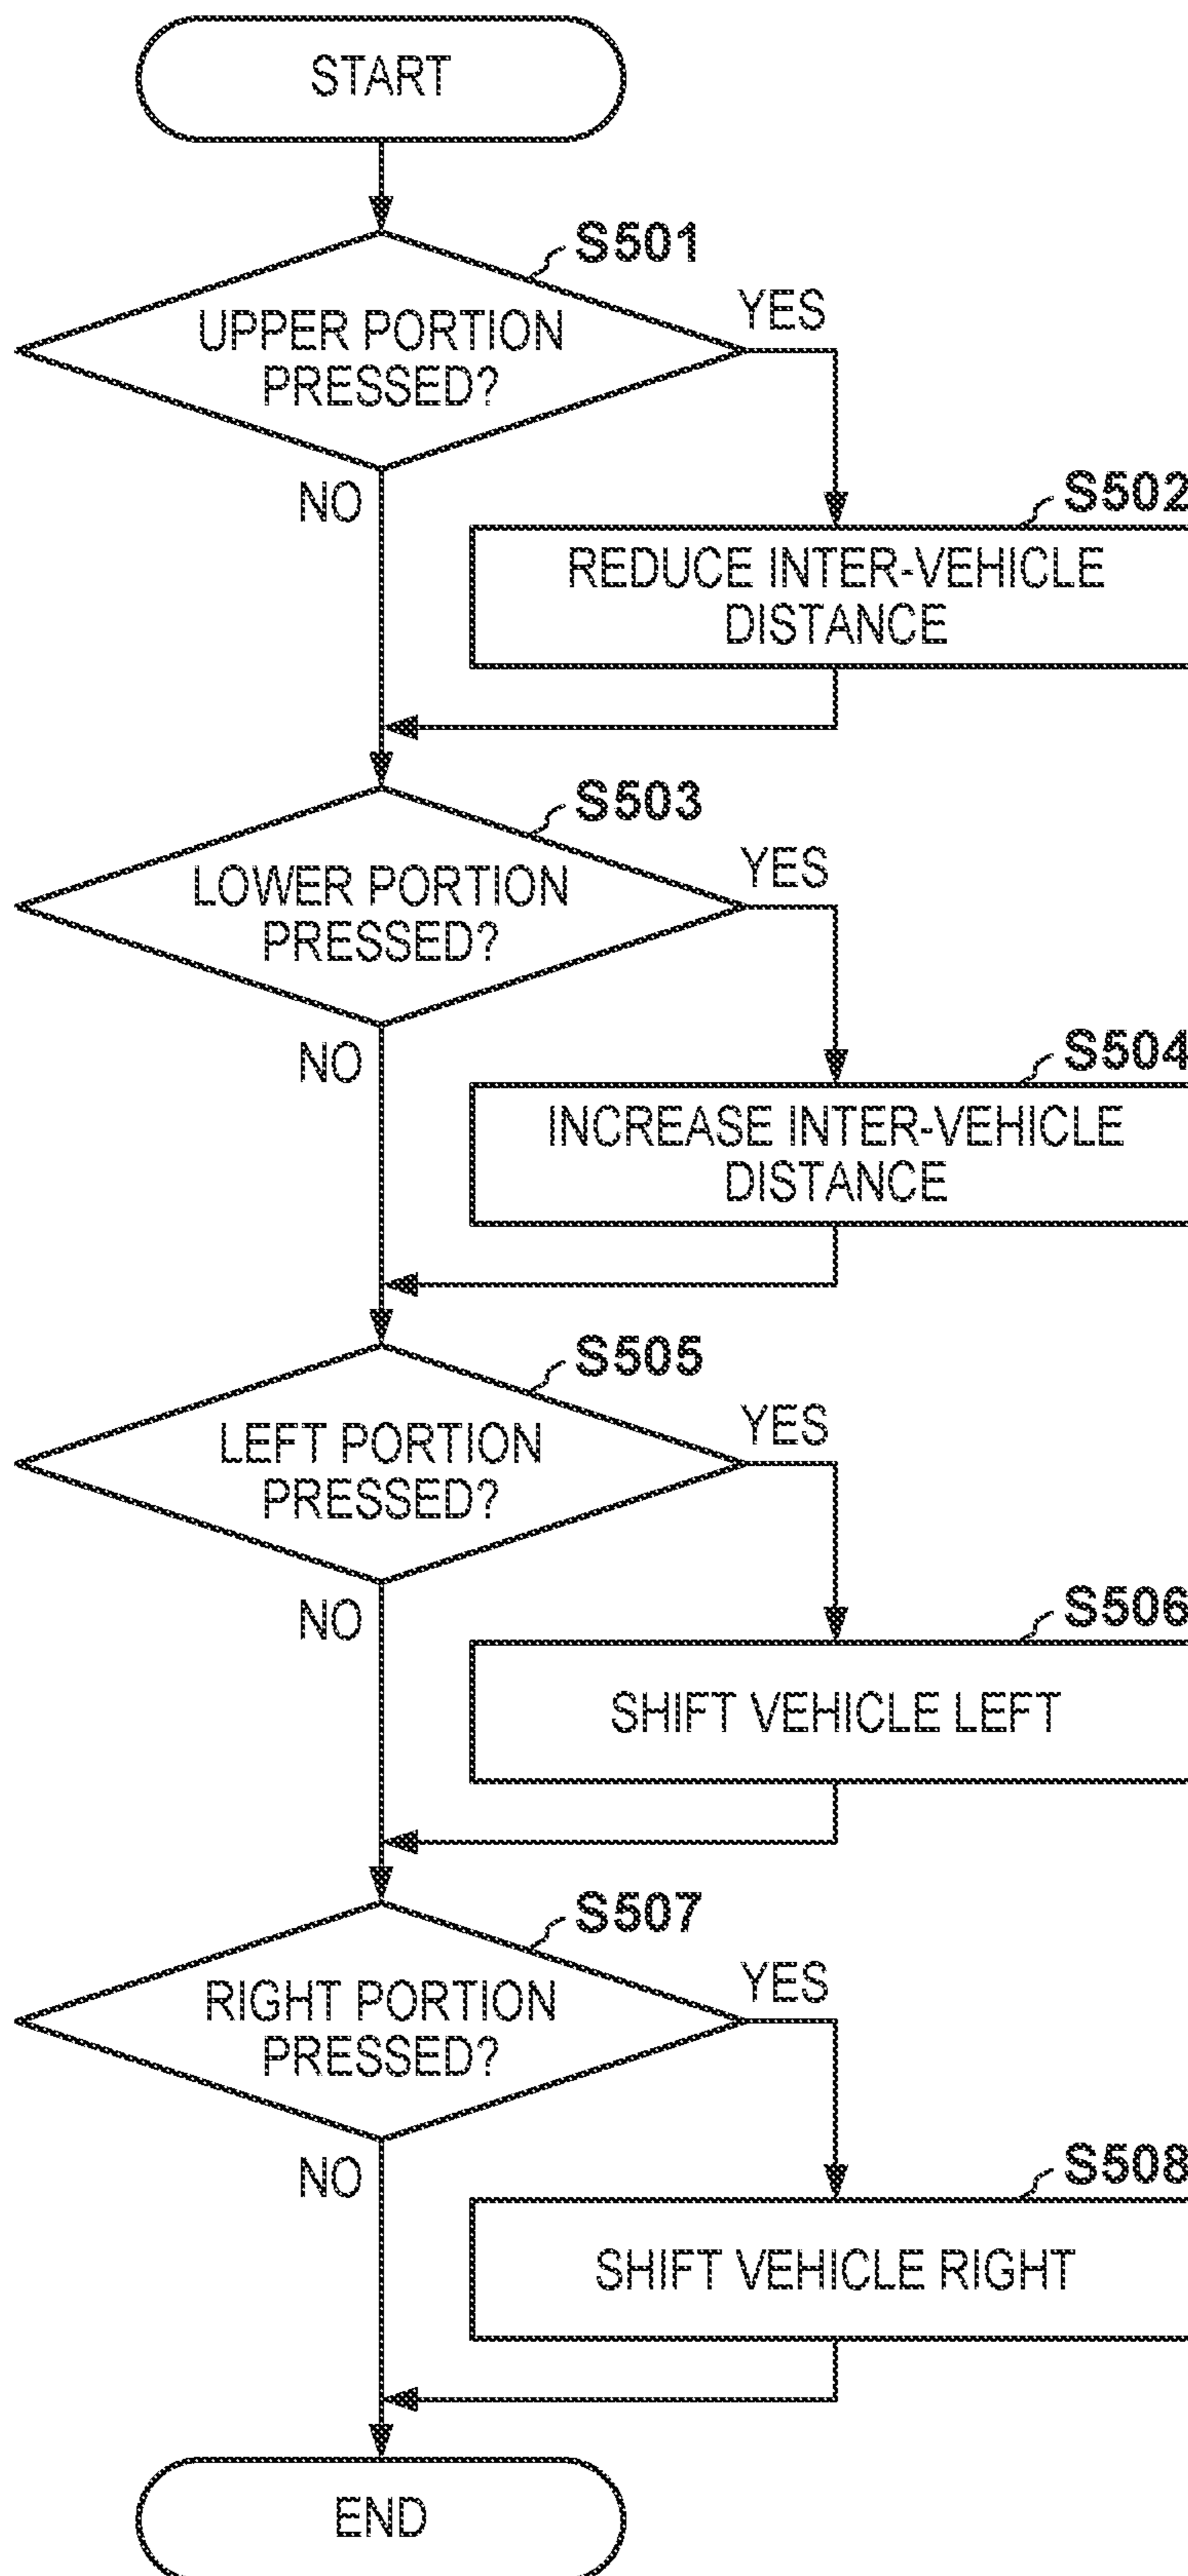 START
S501
UPPER PORTION
PRESSED?
YES
NO
S502
REDUCE INTER-VEHICLE
DISTANCE
S503
LOWER PORTION
PRESSED?
YES
NO
S504
INCREASE INTER-VEHICLE
DISTANCE
S505
LEFT PORTION
PRESSED?
YES
NO
S506
SHIFT VEHICLE LEFT
S507
RIGHT PORTION
PRESSED?
YES
NO
S508
SHIFT VEHICLE RIGHT
END